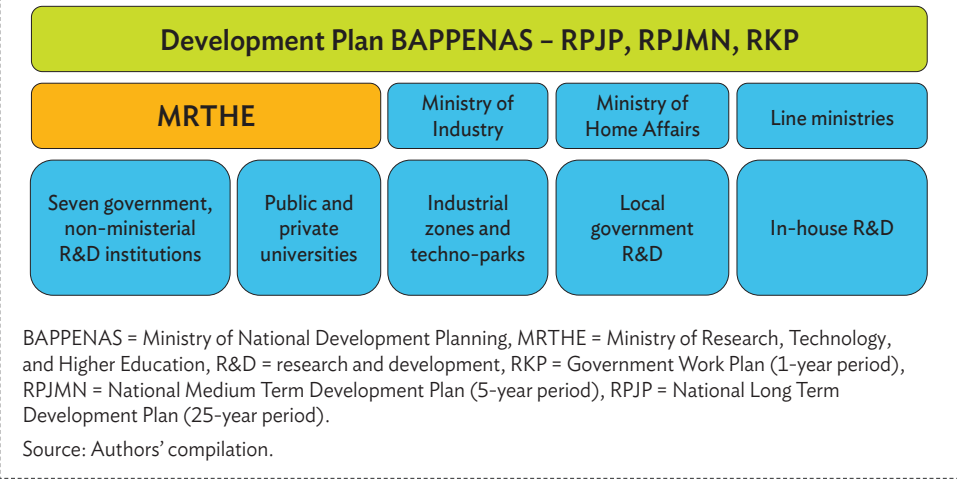 Development Plan BAPPENAS – RPJP, RPJMN, RKP
MRTHE
Ministry of
Industry
Ministry of
Home Affairs
Line ministries
Seven government,
non-ministerial
R&D institutions
Public and
private
universities
Industrial
zones and
techno-parks
Local
government
R&D
In-house R&D
BAPPENAS = Ministry of National Development Planning, MRTHE = Ministry of Research, Technology,
and Higher Education, R&D = research and development, RKP = Government Work Plan (1-year period),
RPJMN = National Medium Term Development Plan (5-year period), RPJP = National Long Term
Development Plan (25-year period).
Source: Authors’ compilation.